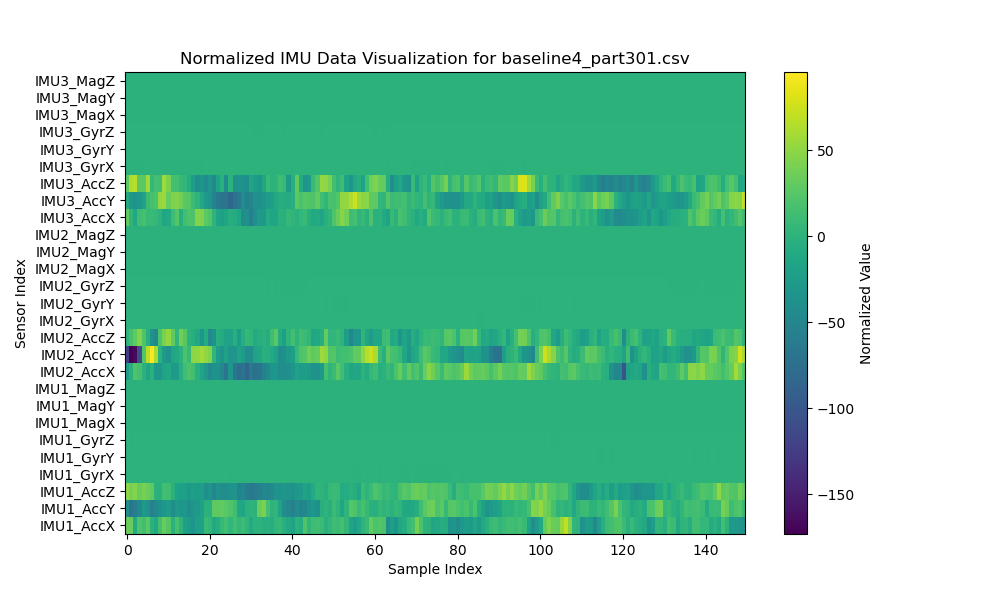 Normalized IMU Data Visualization for baseline4_part301.csv
IMU3_MagZ
IMU3_MagY
IMU3_MagX
IMU3_GyrZ
IMU3_GyrY
IMU3_GyrX
IMU3_AccZ
IMU3_AccY
IMU3_AccX
IMU2_MagZ
IMU2_MagY
IMU2_MagX
IMU2_GyrZ
IMU2_GyrY
IMU2_GyrX
IMU2_AccZ
IMU2_AccY
IMU2_AccX
IMU1_MagZ
IMU1_MagY
IMU1_MagX
IMU1_GyrZ
IMU1_GyrY
IMU1_GyrX
IMU1_AccZ
IMU1_AccY
IMU1_AccX
Sensor Index
0 20 40 60 80 100 120 140
Sample Index
50
0
−50
−100
−150
Normalized Value